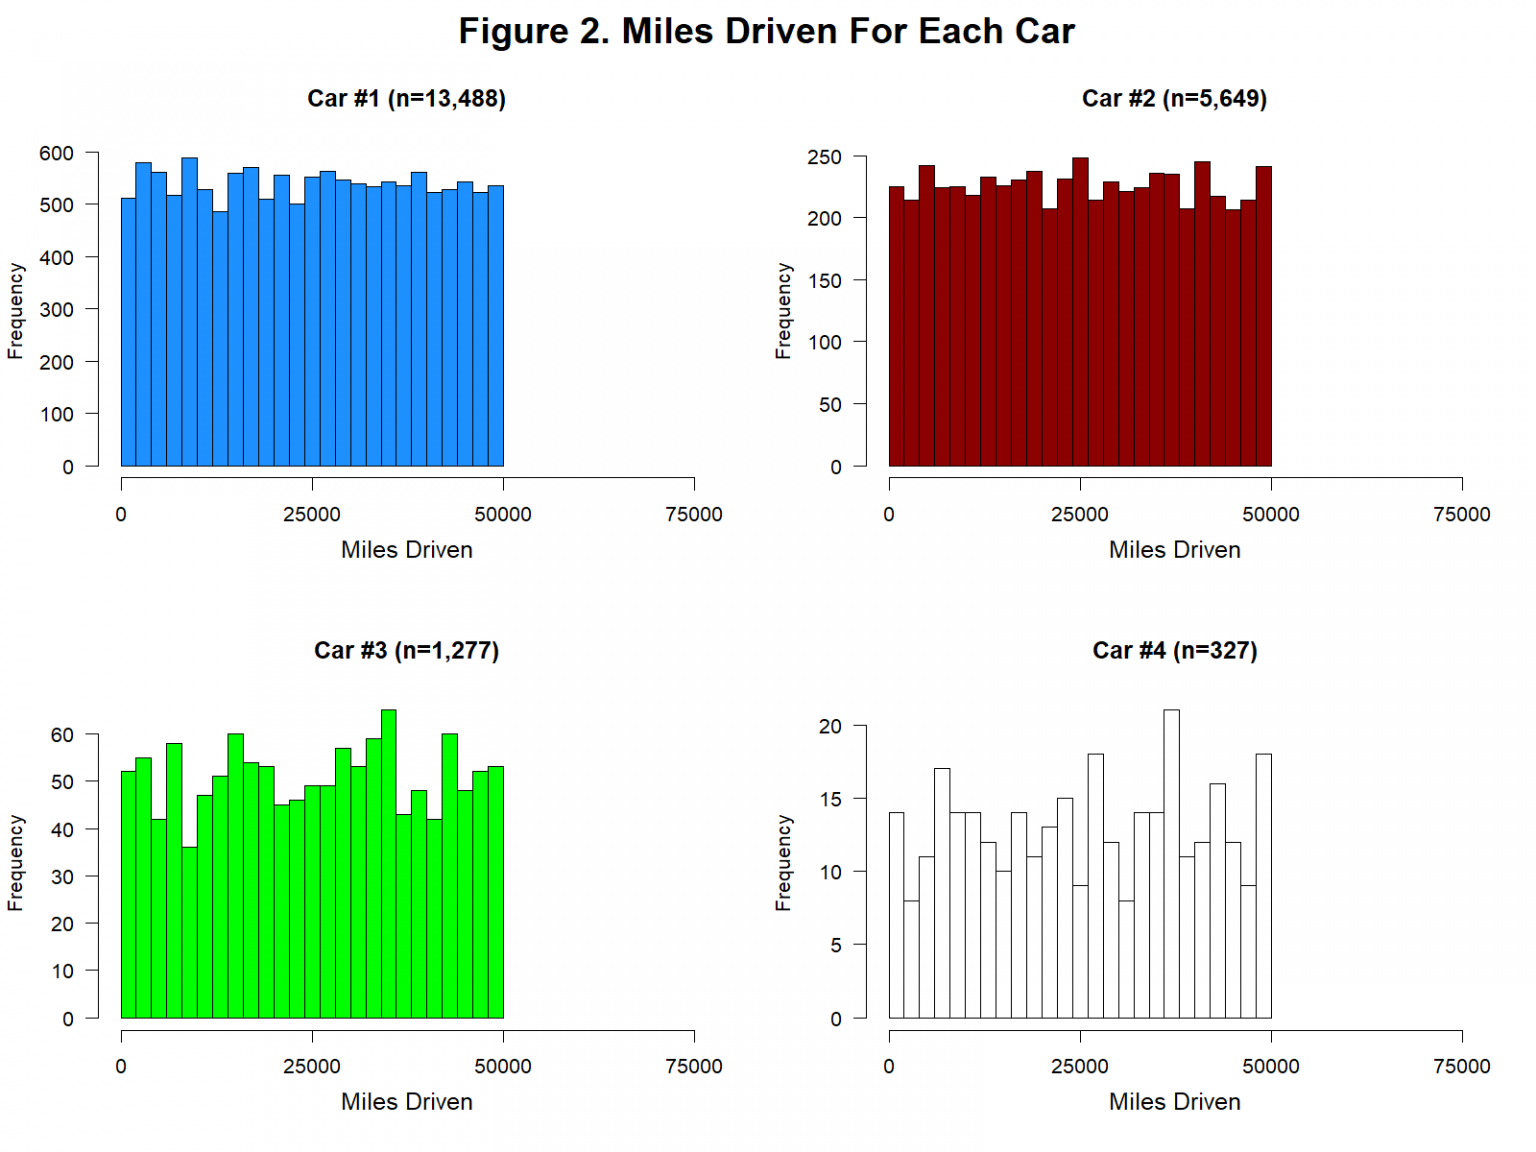 Figure 2. Miles Driven For Each Car
Car #1 (n=13,488)
Frequency
600
500
400
300
200
100
0
0 25000 50000 75000
Miles Driven
Car #2 (n=5,649)
Frequency
250
200
150
100
50
0
0 25000 50000 75000
Miles Driven
Car #3 (n=1,277)
Frequency
60
50
40
30
20
10
0
0 25000 50000 75000
Miles Driven
Car #4 (n=327)
Frequency
20
15
10
5
0
0 25000 50000 75000
Miles Driven